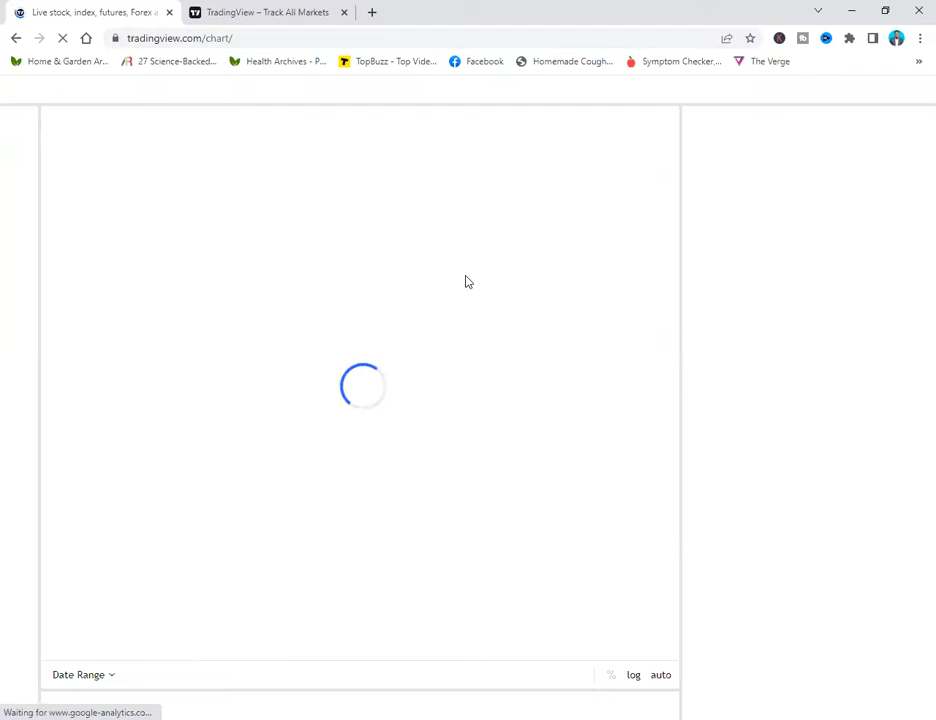 Live stock, index, futures, Forex a
TradingView – Track All Markets
tradingview.com/chart/
Home & Garden Ar...
27 Science-Backed...
Health Archives - P...
TopBuzz - Top Vide...
Facebook
Homemade Cough...
Symptom Checker,...
The Verge
»
Date Range
%
log
auto
Waiting for www.google-analytics.co...